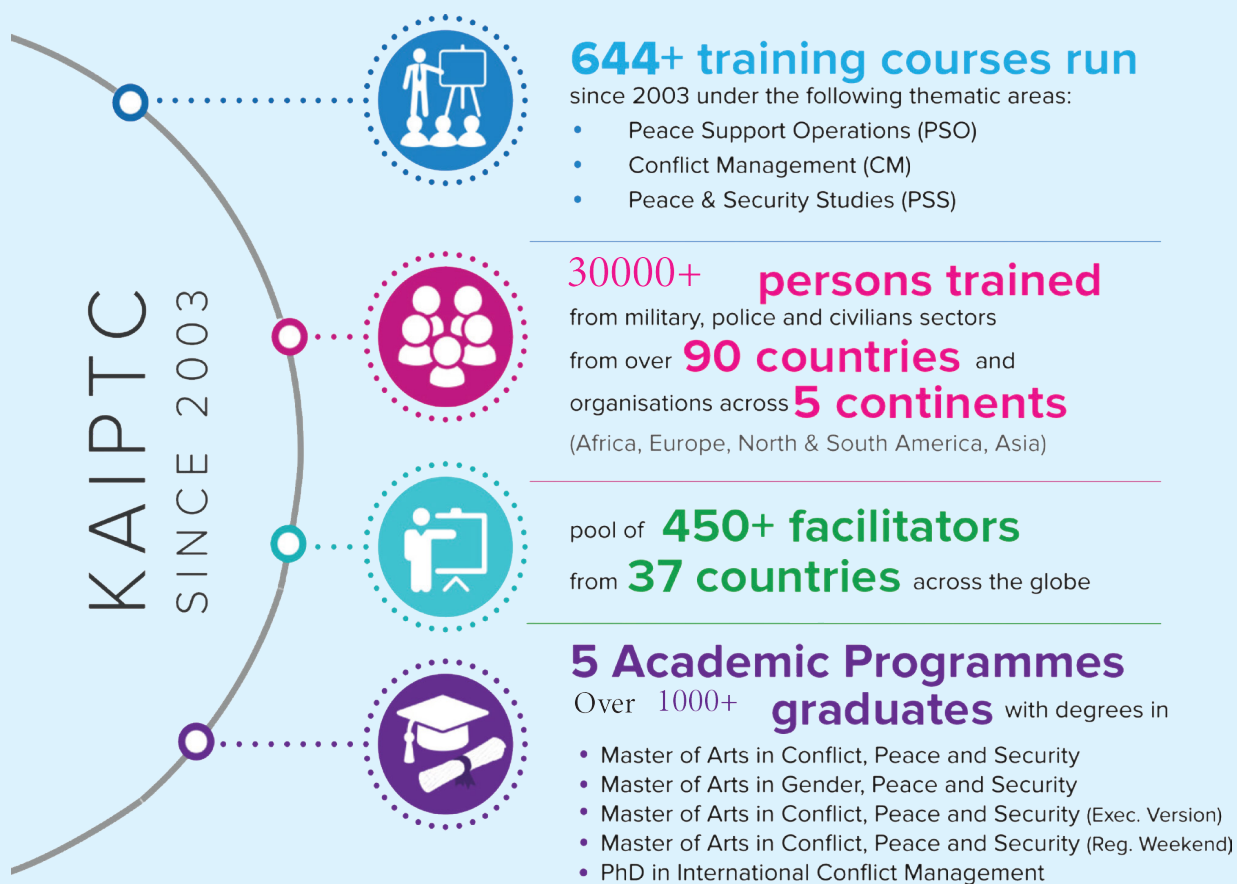 KAIPTC
SINCE 2003
644+ training courses run
since 2003 under the following thematic areas:
• Peace Support Operations (PSO)
• Conflict Management (CM)
• Peace & Security Studies (PSS)
30000+ persons trained
from military, police and civilians sectors
from over 90 countries and
organisations across 5 continents
(Africa, Europe, North & South America, Asia)
pool of 450+ facilitators
from 37 countries across the globe
5 Academic Programmes
Over 1000+ graduates with degrees in
• Master of Arts in Conflict, Peace and Security
• Master of Arts in Gender, Peace and Security
• Master of Arts in Conflict, Peace and Security (Exec. Version)
• Master of Arts in Conflict, Peace and Security (Reg. Weekend)
• PhD in International Conflict Management